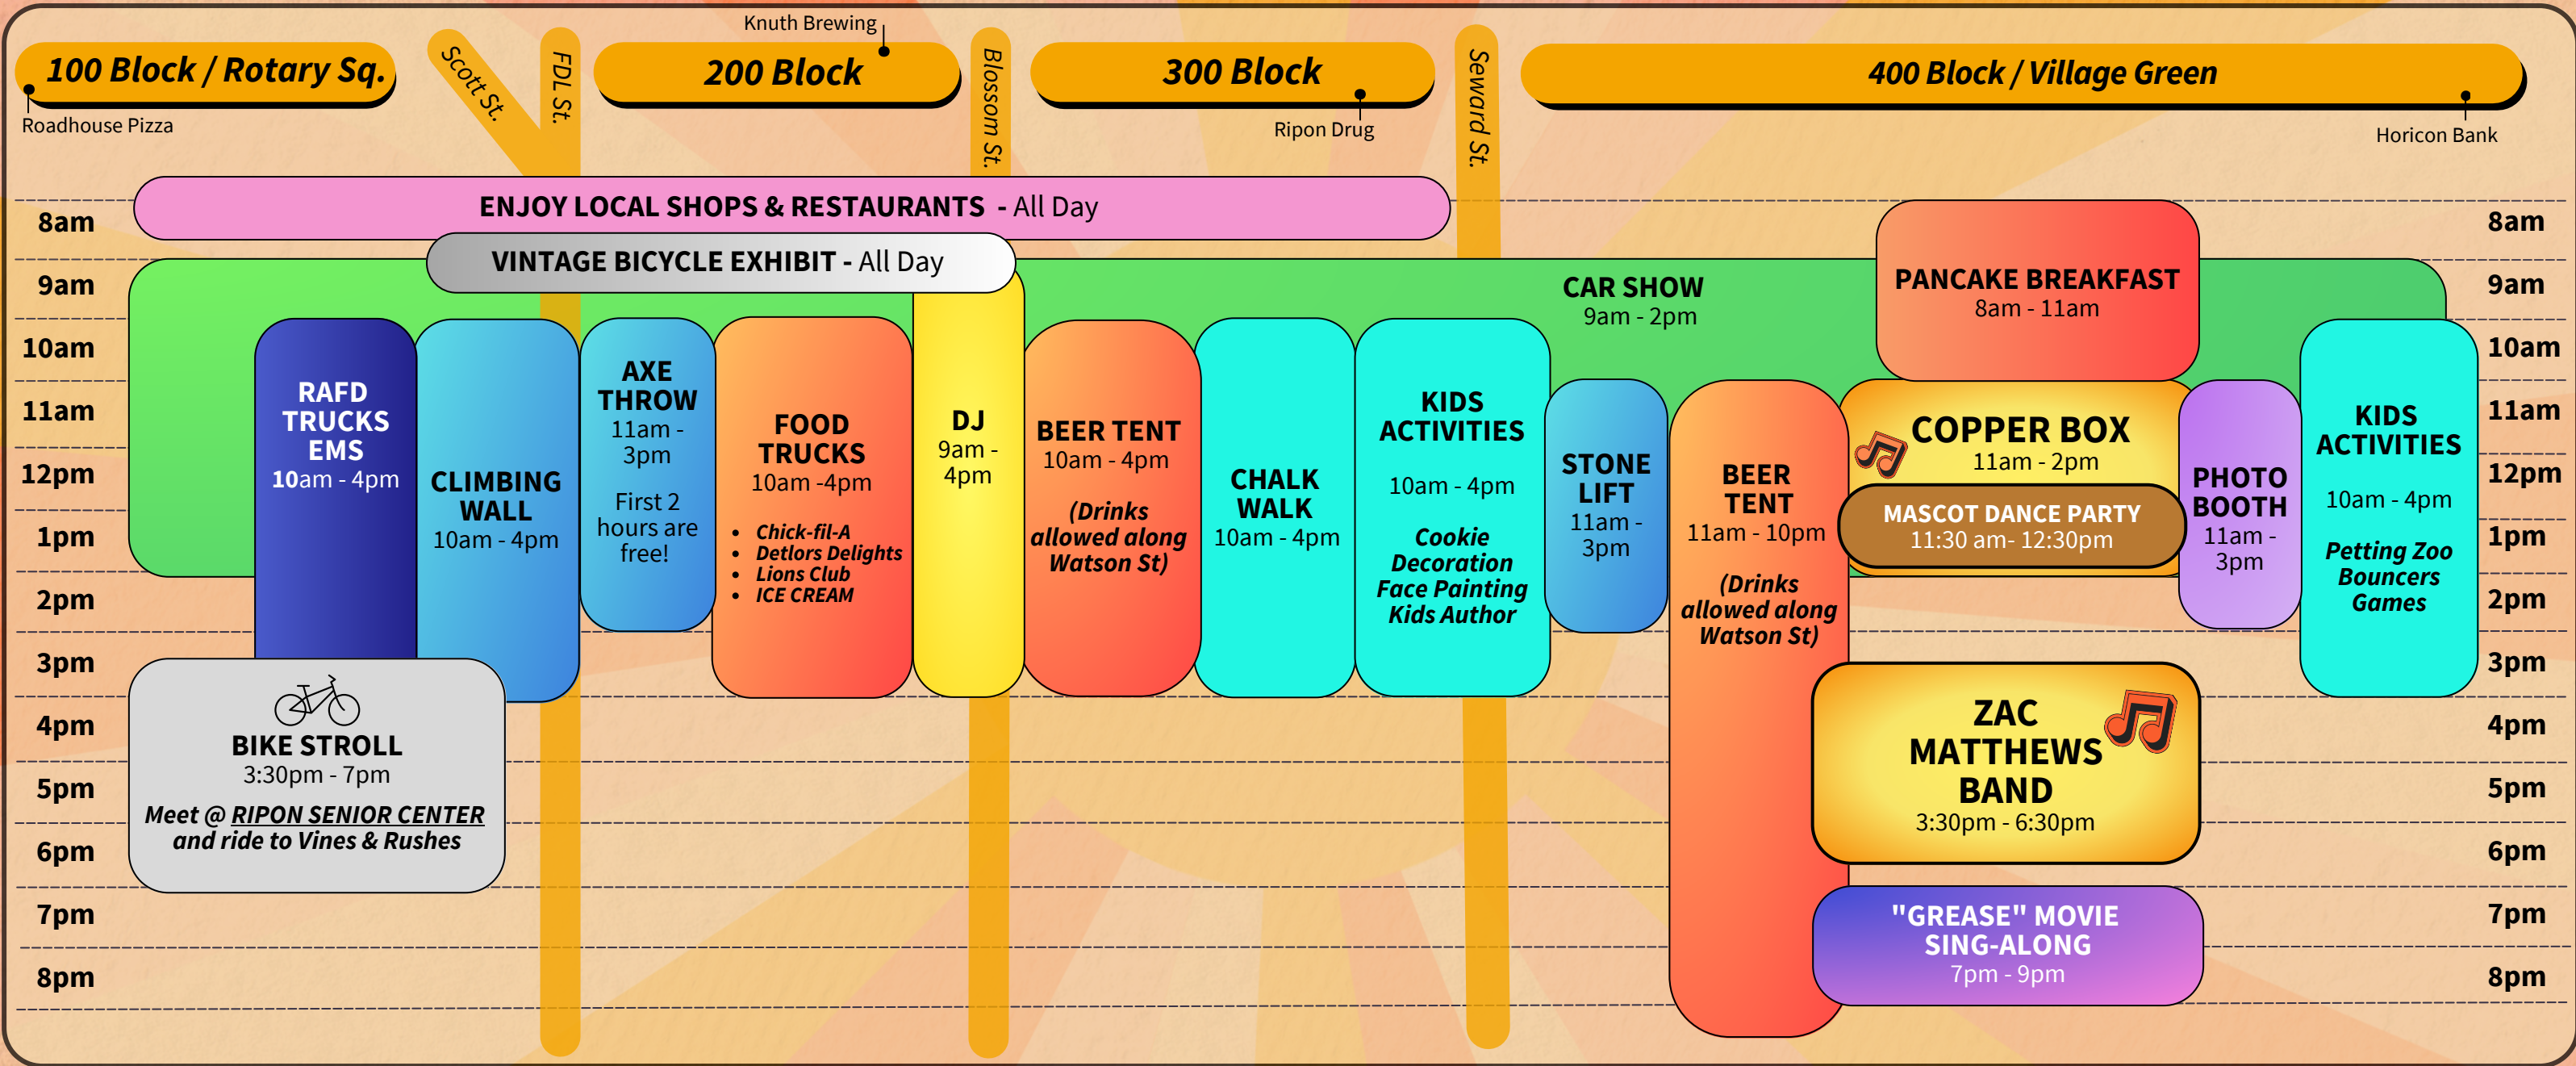 Knuth Brewing
100 Block / Rotary Sq.
Scott St.
FDL St.
200 Block
Blossom St.
300 Block
Seward St.
400 Block / Village Green
Roadhouse Pizza
Ripon Drug
Horicon Bank
ENJOY LOCAL SHOPS & RESTAURANTS - All Day
VINTAGE BICYCLE EXHIBIT - All Day
8am
9am
10am
11am
12pm
1pm
2pm
3pm
4pm
5pm
6pm
7pm
8pm
RAFD
TRUCKS
EMS
10am - 4pm
CLIMBING
WALL
10am - 4pm
AXE
THROW
11am -
3pm
First 2
hours are
free!
FOOD
TRUCKS
10am -4pm
• Chick-fil-A
• Detlors Delights
• Lions Club
• ICE CREAM
DJ
9am -
4pm
BEER TENT
10am - 4pm
(Drinks
allowed along
Watson St)
CHALK
WALK
10am - 4pm
KIDS
ACTIVITIES
10am - 4pm
Cookie
Decoration
Face Painting
Kids Author
CAR SHOW
9am - 2pm
STONE
LIFT
11am -
3pm
BEER
TENT
11am - 10pm
(Drinks
allowed along
Watson St)
PANCAKE BREAKFAST
8am - 11am
COPPER BOX
11am - 2pm
MASCOT DANCE PARTY
11:30 am- 12:30pm
PHOTO
BOOTH
11am -
3pm
KIDS
ACTIVITIES
10am - 4pm
Petting Zoo
Bouncers
Games
BIKE STROLL
3:30pm - 7pm
Meet @ RIPON SENIOR CENTER
and ride to Vines & Rushes
ZAC
MATTHEWS
BAND
3:30pm - 6:30pm
"GREASE" MOVIE
SING-ALONG
7pm - 9pm
8am
9am
10am
11am
12pm
1pm
2pm
3pm
4pm
5pm
6pm
7pm
8pm